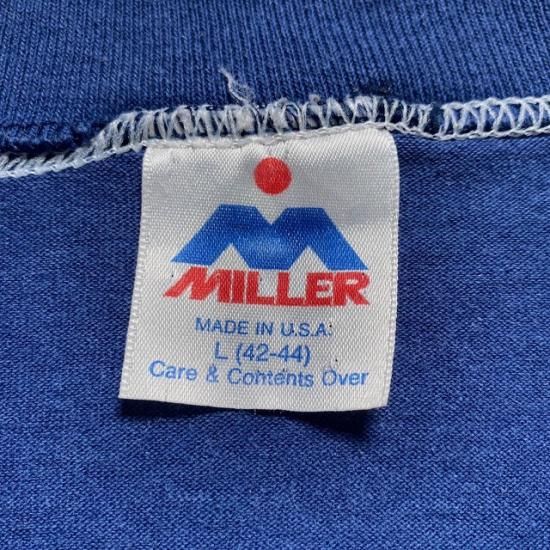 MILLER
MADE IN U.S.A.
L (42-44)
Care & Contents Over